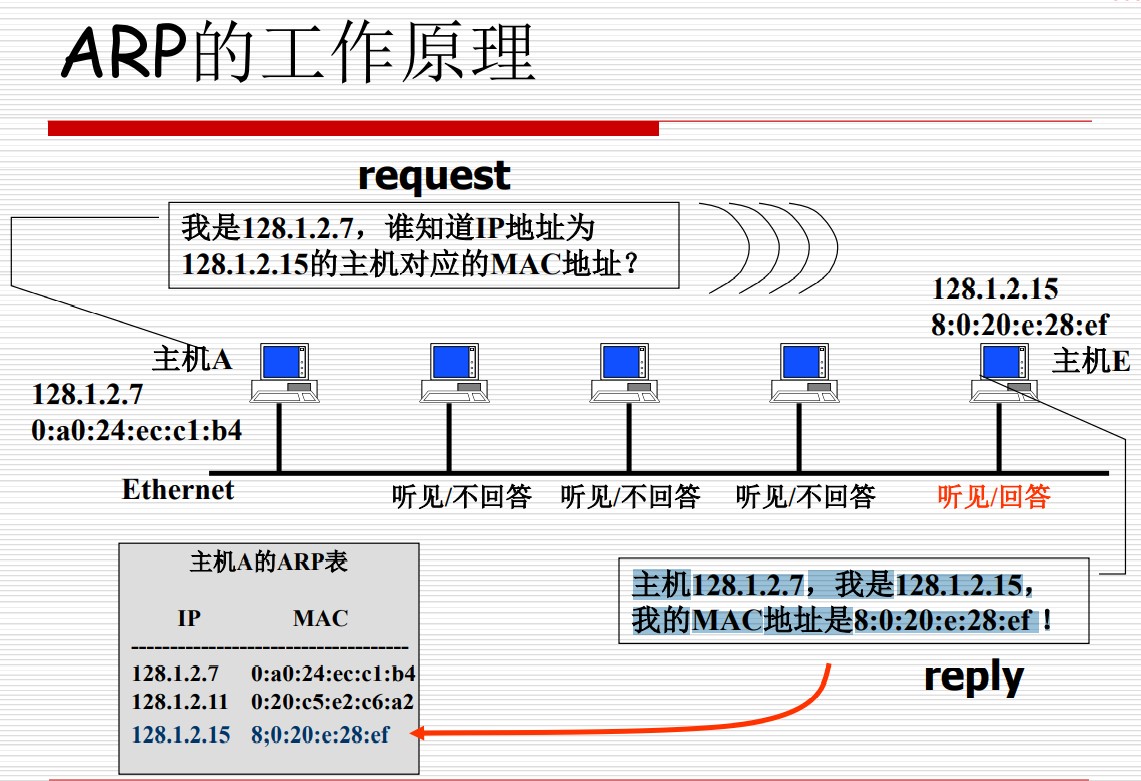 ARP的工作原理
request
我是128.1.2.7，谁知道IP地址为
128.1.2.15的主机对应的MAC地址？
128.1.2.15
8:0:20:e:28:ef
主机A
主机E
128.1.2.7
0:a0:24:ec:c1:b4
Ethernet
听见/不回答
听见/不回答
听见/不回答
听见/回答
主机A的ARP表
IP MAC
-----------------------------------
128.1.2.7 0:a0:24:ec:c1:b4
128.1.2.11 0:20:c5:e2:c6:a2
128.1.2.15 8;0:20:e:28:ef
主机128.1.2.7，我是128.1.2.15，
我的MAC地址是8:0:20:e:28:ef！
reply